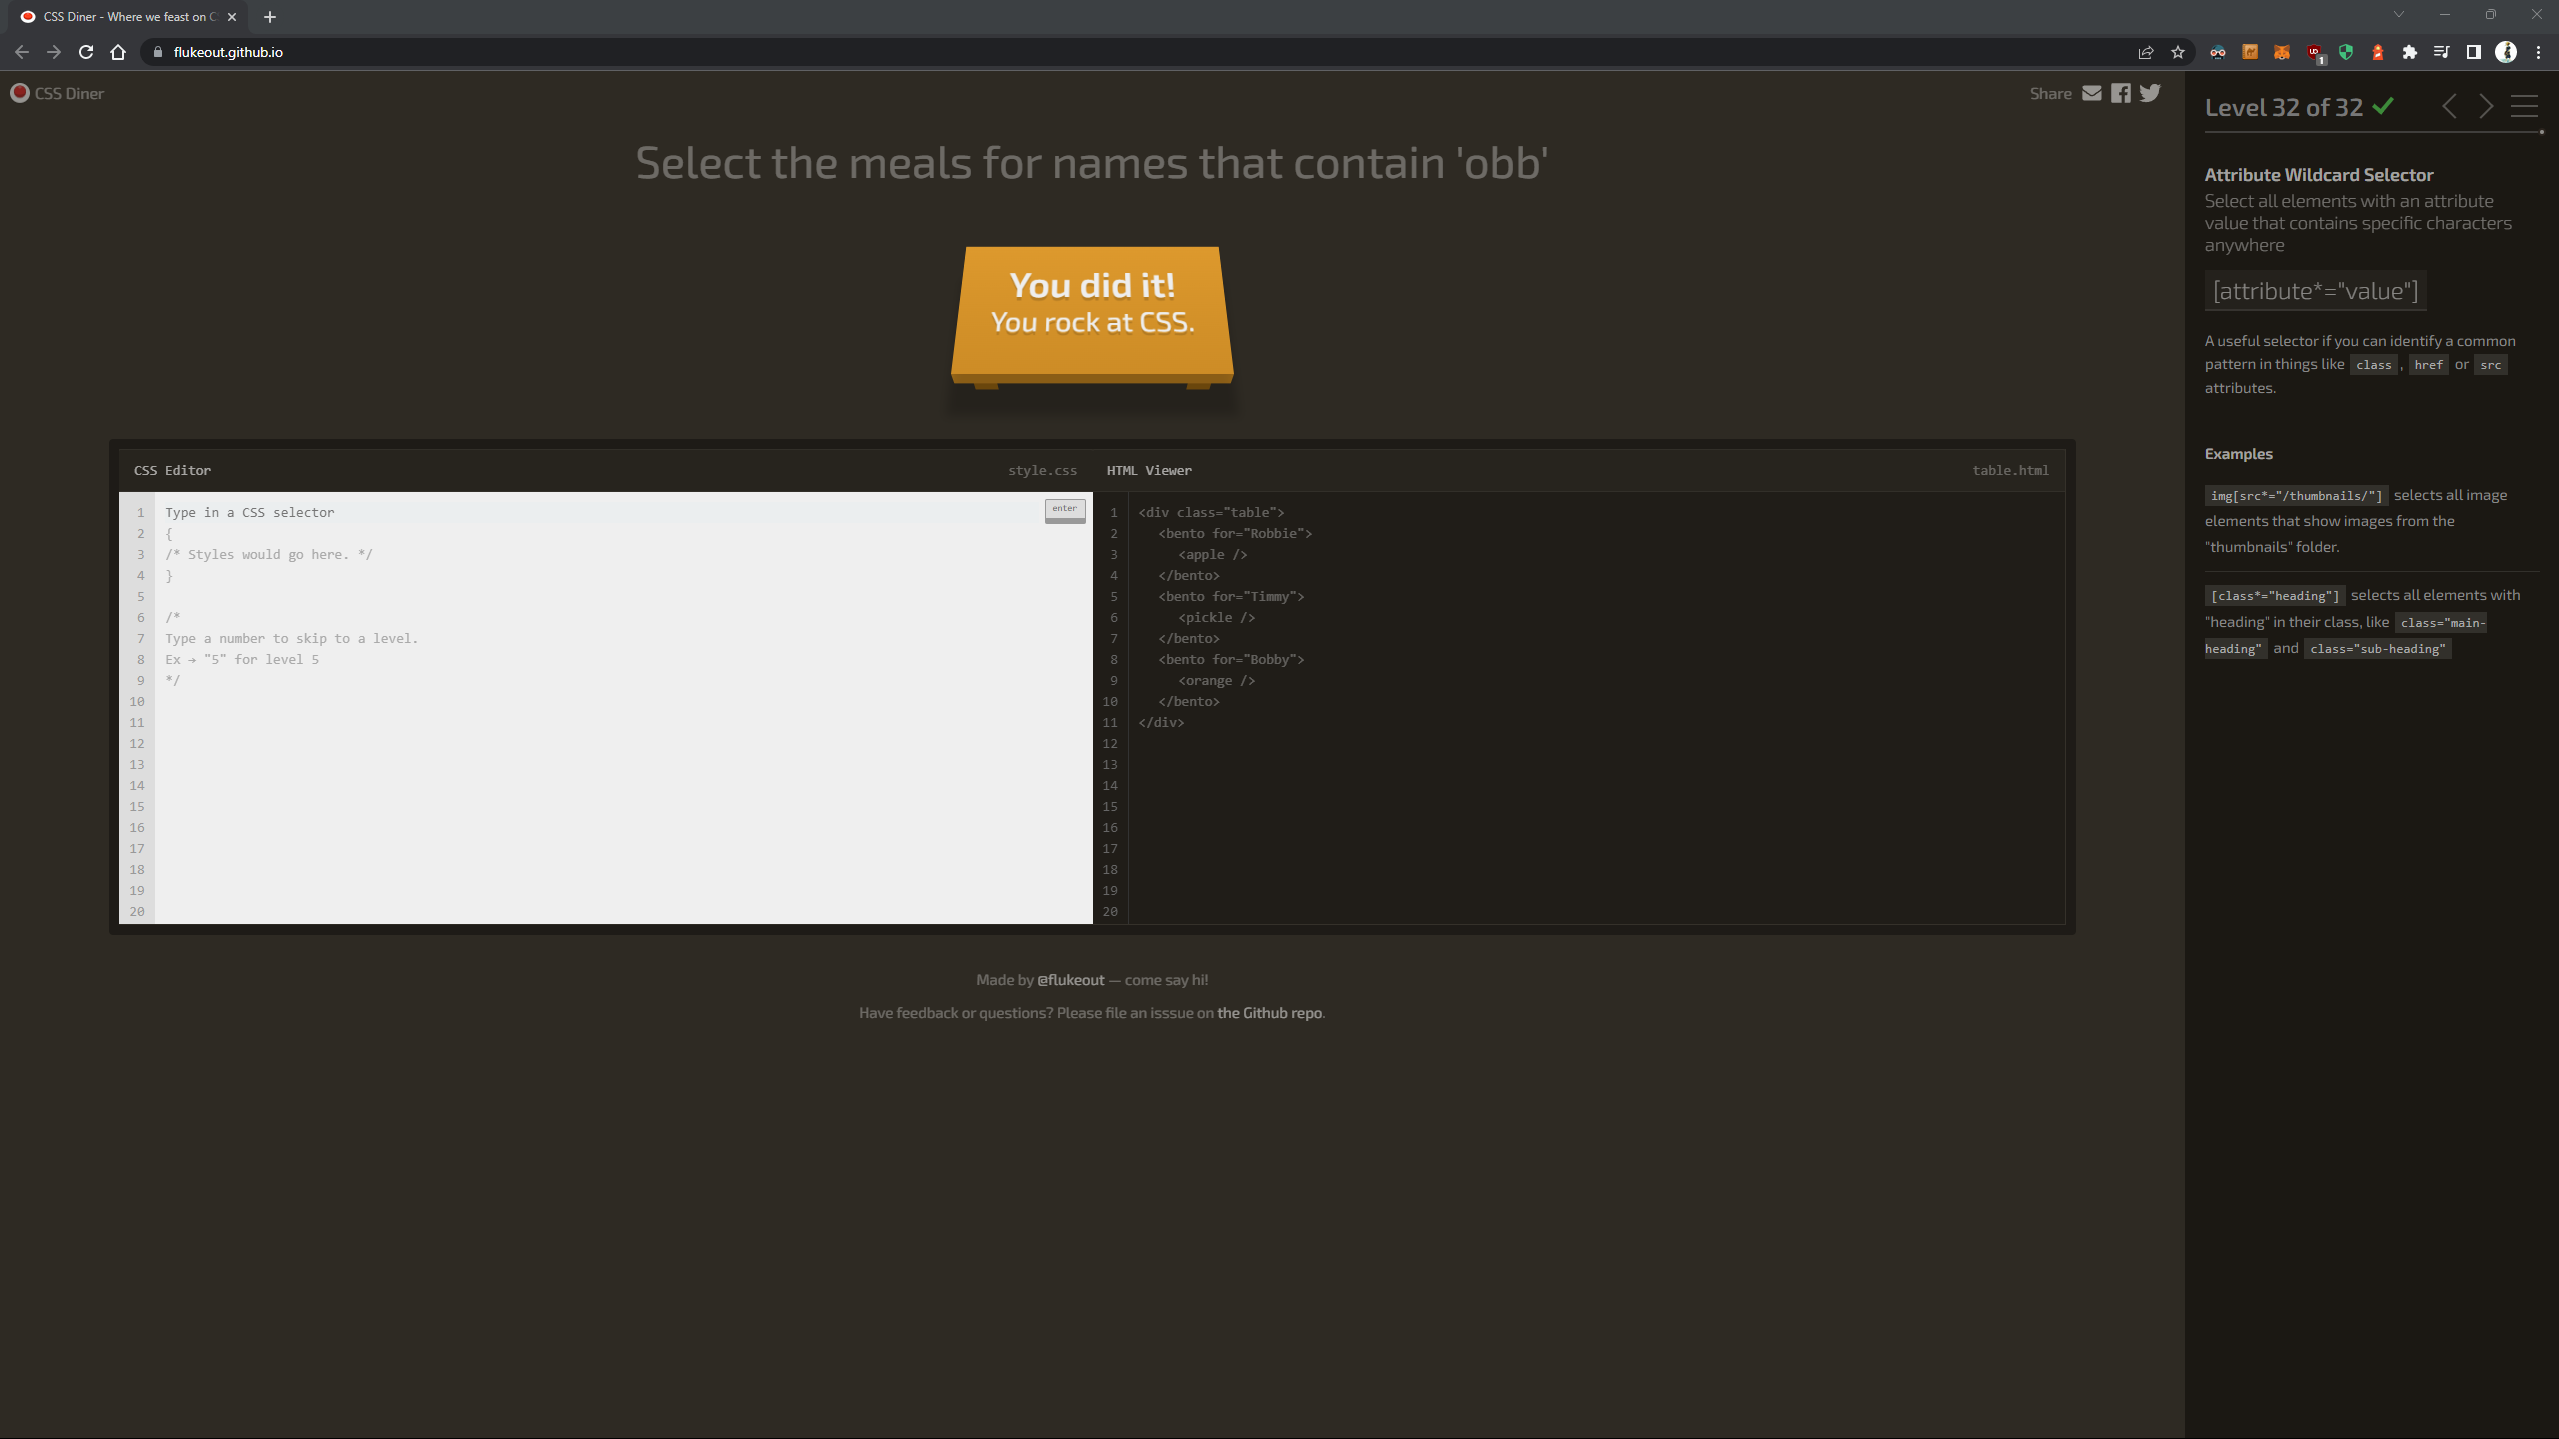 CSS Diner - Where we feast on C
flukeout.github.io
1
CSS Diner
Share
Select the meals for names that contain 'obb'
You did it!
You rock at CSS.
CSS Editor
style.css
1 Type in a CSS selector
enter
2 {
3 /* Styles would go here. */
4 }
5
6 /*
7 Type a number to skip to a level.
8 Ex → "5" for level 5
9 */
10
11
12
13
14
15
16
17
18
19
20
HTML Viewer
table.html
1 <div class="table">
2 <bento for="Robbie">
3 <apple />
4 </bento>
5 <bento for="Timmy">
6 <pickle />
7 </bento>
8 <bento for="Bobby">
9 <orange />
10 </bento>
11 </div>
12
13
14
15
16
17
18
19
20
Made by @flukeout — come say hi!
Have feedback or questions? Please file an isssue on the Github repo.
Level 32 of 32
Attribute Wildcard Selector
Select all elements with an attribute
value that contains specific characters
anywhere
[attribute*="value"]
A useful selector if you can identify a common
pattern in things like class , href or src
attributes.
Examples
img[src*="/thumbnails/"] selects all image
elements that show images from the
"thumbnails" folder.
[class*="heading"] selects all elements with
"heading" in their class, like class="main-
heading" and class="sub-heading"